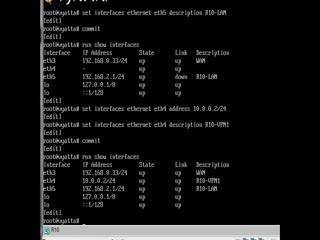 root@vyatta# set interfaces ethernet eth5 description R10-LAN
[edit]
root@vyatta# commit
[edit]
root@vyatta# run show interfaces
Interface IP Address State Link Description
eth3 192.168.0.33/24 up up WAN
eth4 - up up
eth5 192.168.2.1/24 up down R10-LAN
lo 127.0.0.1/8 up up
lo ::1/128 up up
[edit]
root@vyatta# set interfaces ethernet eth4 address 10.0.0.2/24
[edit]
root@vyatta# set interfaces ethernet eth4 description R10-VPN1
[edit]
root@vyatta# commit
[edit]
root@vyatta# run show interfaces
Interface IP Address State Link Description
eth3 192.168.0.33/24 up up WAN
eth4 10.0.0.2/24 up up R10-VPN1
eth5 192.168.2.1/24 up up R10-LAN
lo 127.0.0.1/8 up up
lo ::1/128 up up
[edit]
root@vyatta#
R10